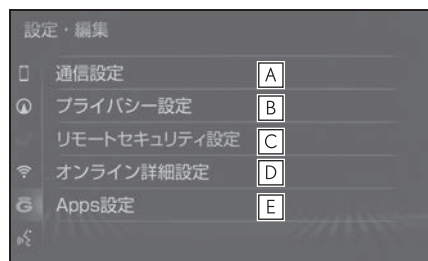 設定・編集
通信設定 A
プライバシー設定 B
リモートセキュリティ設定 C
オンライン詳細設定 D
Apps設定 E
G